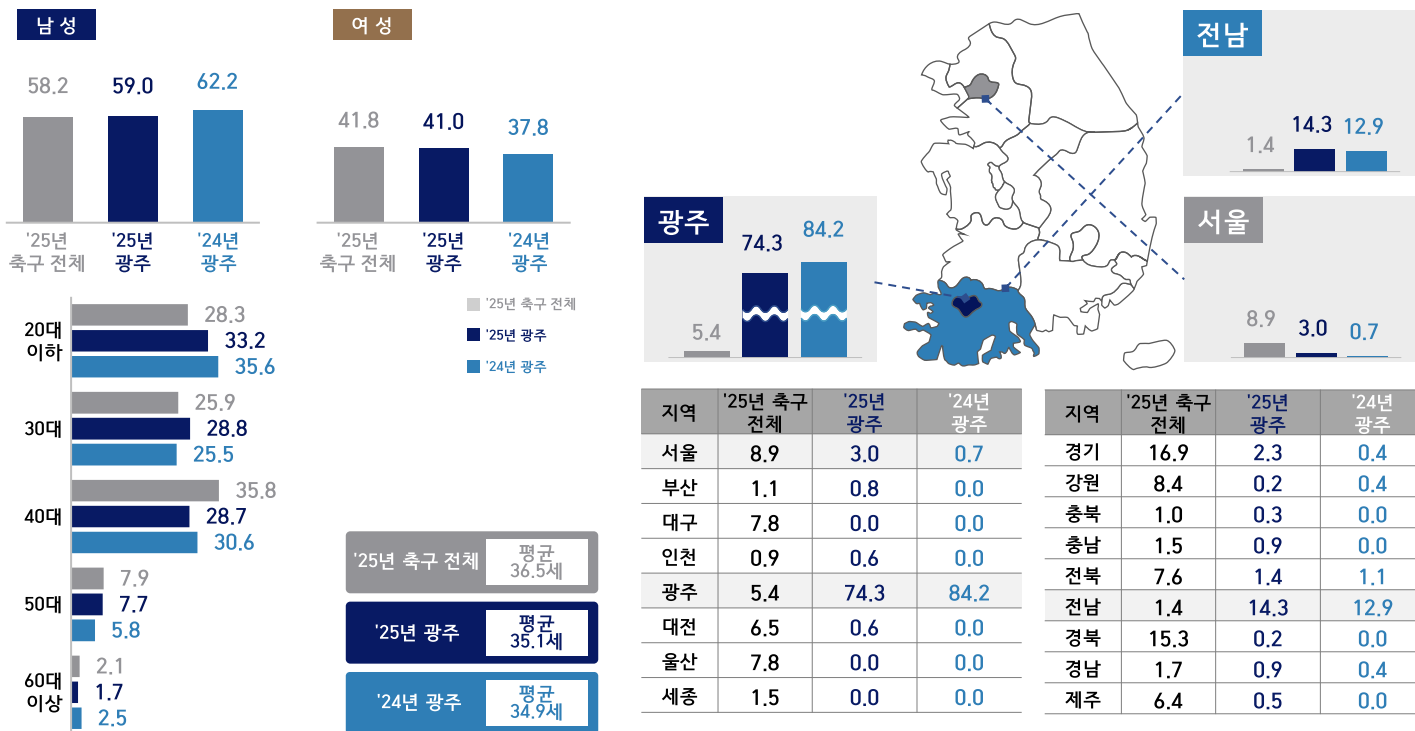 남성
58.2
59.0
62.2
'25년
축구 전체
'25년
광주
'24년
광주
여성
41.8
41.0
37.8
'25년
축구 전체
'25년
광주
'24년
광주
'25년 축구 전체
'25년 광주
'24년 광주
20대
이하
28.3
33.2
35.6
30대
25.9
28.8
25.5
40대
35.8
28.7
30.6
50대
7.9
7.7
5.8
60대
이상
2.1
1.7
2.5
'25년 축구 전체
평균
36.5세
'25년 광주
평균
35.1세
'24년 광주
평균
34.9세
전남
1.4
14.3
12.9
광주
5.4
74.3
84.2
서울
8.9
3.0
0.7
지역 '25년 축구 전체 '25년 광주 '24년 광주
서울 8.9 3.0 0.7
부산 1.1 0.8 0.0
대구 7.8 0.0 0.0
인천 0.9 0.6 0.0
광주 5.4 74.3 84.2
대전 6.5 0.6 0.0
울산 7.8 0.0 0.0
세종 1.5 0.0 0.0
지역 '25년 축구 전체 '25년 광주 '24년 광주
경기 16.9 2.3 0.4
강원 8.4 0.2 0.4
충북 1.0 0.3 0.0
충남 1.5 0.9 0.0
전북 7.6 1.4 1.1
전남 1.4 14.3 12.9
경북 15.3 0.2 0.0
경남 1.7 0.9 0.4
제주 6.4 0.5 0.0